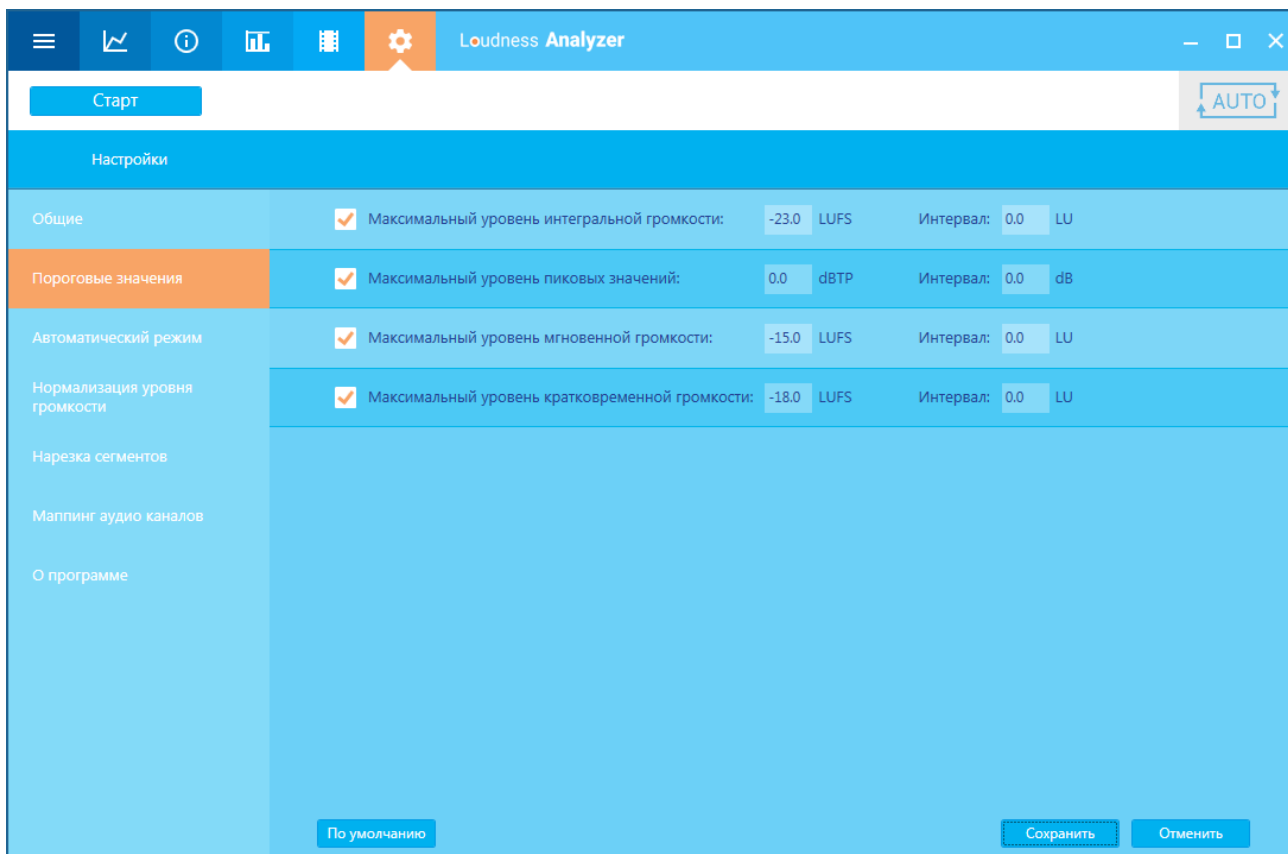 Loudness Analyzer
Старт
AUTO
Настройки
Общие
Пороговые значения
Автоматический режим
Нормализация уровня
громкости
Нарезка сегментов
Маппинг аудио каналов
О программе
Максимальный уровень интегральной громкости: -23.0 LUFS Интервал: 0.0 LU
Максимальный уровень пиковых значений: 0.0 dBTP Интервал: 0.0 dB
Максимальный уровень мгновенной громкости: -15.0 LUFS Интервал: 0.0 LU
Максимальный уровень кратковременной громкости: -18.0 LUFS Интервал: 0.0 LU
По умолчанию
Сохранить
Отменить